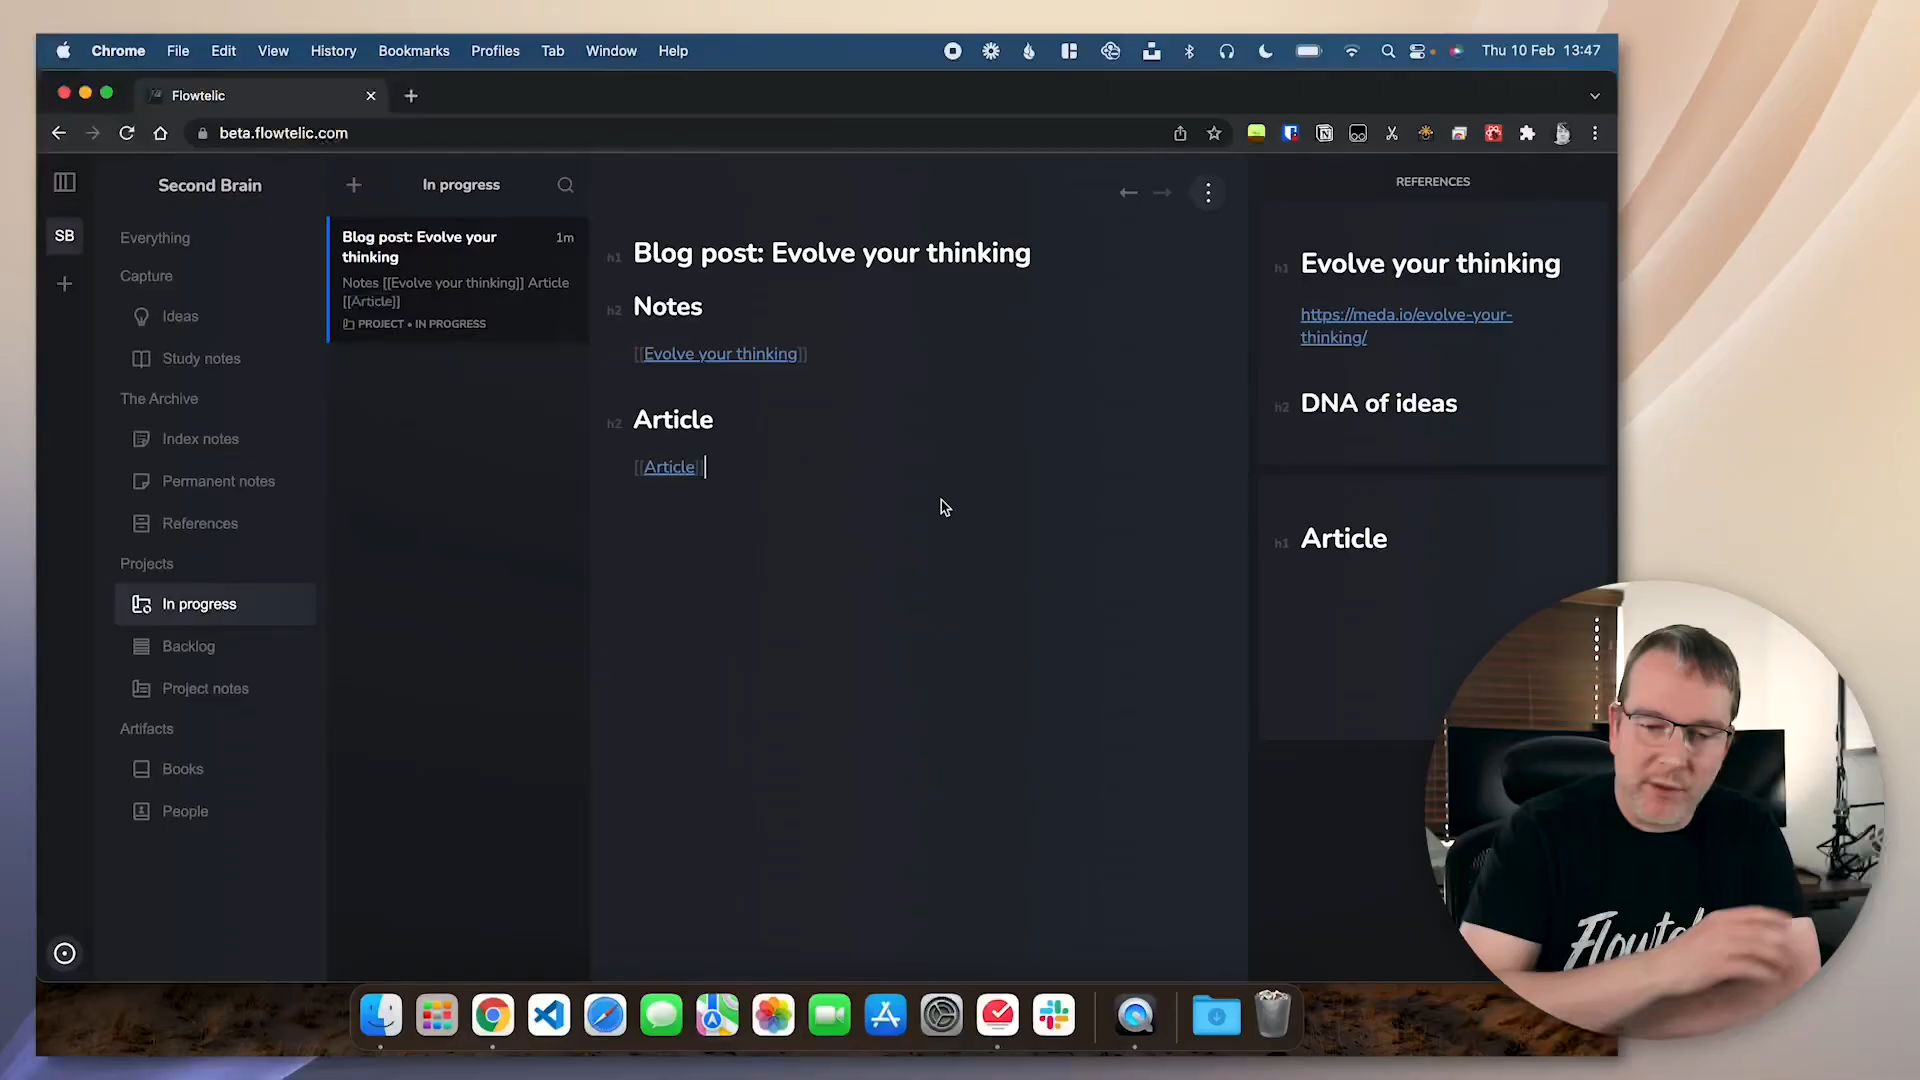 Chrome File Edit View History Bookmarks Profiles Tab Window Help
Thu 10 Feb 13:47
Flowtelic
beta.flowtelic.com
SB
Second Brain
Everything
Capture
Ideas
Study notes
The Archive
Index notes
Permanent notes
References
Projects
In progress
Backlog
Project notes
Artifacts
Books
People
In progress
Blog post: Evolve your
thinking
1m
Notes [[Evolve your thinking]] Article
[[Article]]
PROJECT • IN PROGRESS
h1 Blog post: Evolve your thinking
h2 Notes
[[Evolve your thinking]]
h2 Article
[[Article]]
REFERENCES
h1 Evolve your thinking
https://meda.io/evolve-your-
thinking/
h2 DNA of ideas
h1 Article